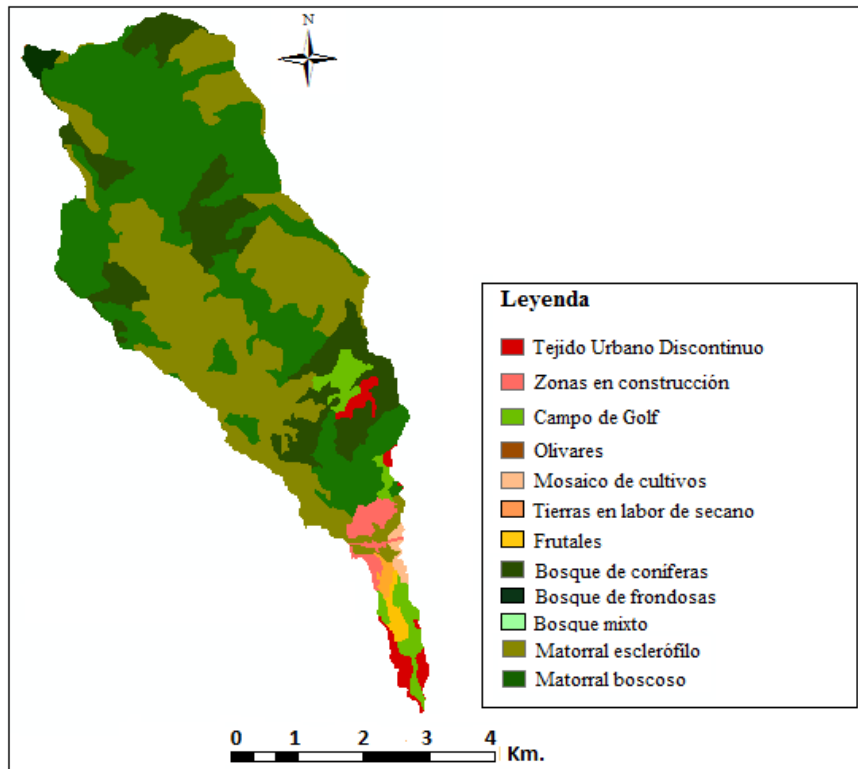 N
Leyenda
Tejido Urbano Discontinuo
Zonas en construcción
Campo de Golf
Olivares
Mosaico de cultivos
Tierras en labor de secano
Frutales
Bosque de coníferas
Bosque de frondosas
Bosque mixto
Matorral esclerófilo
Matorral boscoso
0 1 2 3 4
Km.